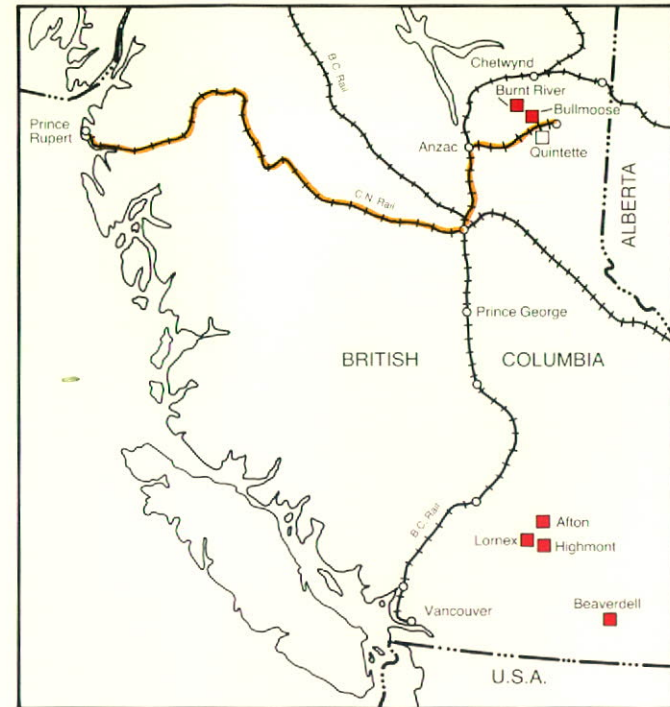 Chetwynd
B.C. Rail
Burnt River
Bullmoose
Prince
Rupert
Anzac
Quintette
ALBERTA
C.N. Rail
Prince George
BRITISH COLUMBIA
B.C. Rail
Afton
Lornex
Highmont
Beaverdell
Vancouver
U.S.A.